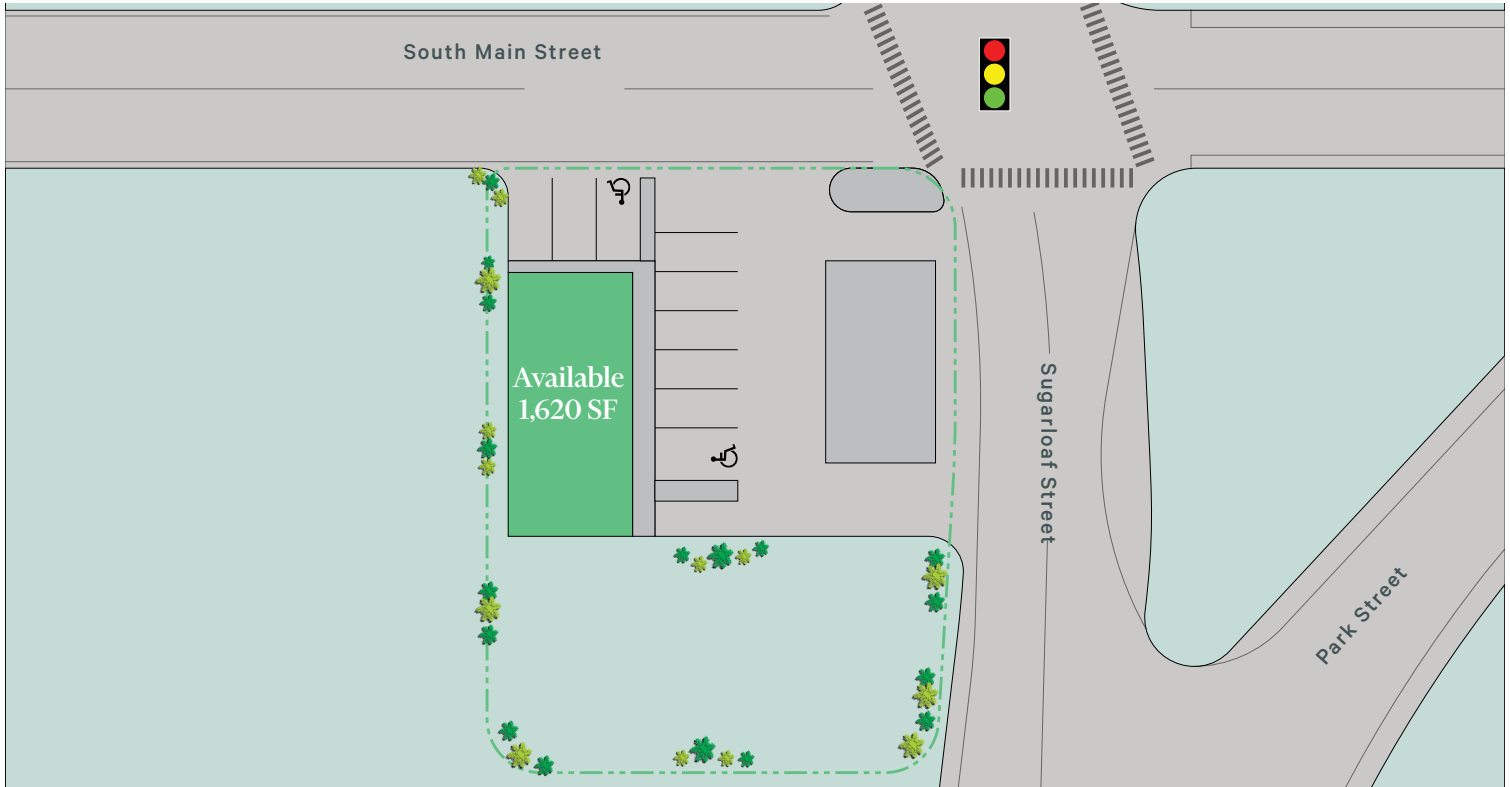 South Main Street
Available
1,620 SF
Sugarloaf Street
Park Street